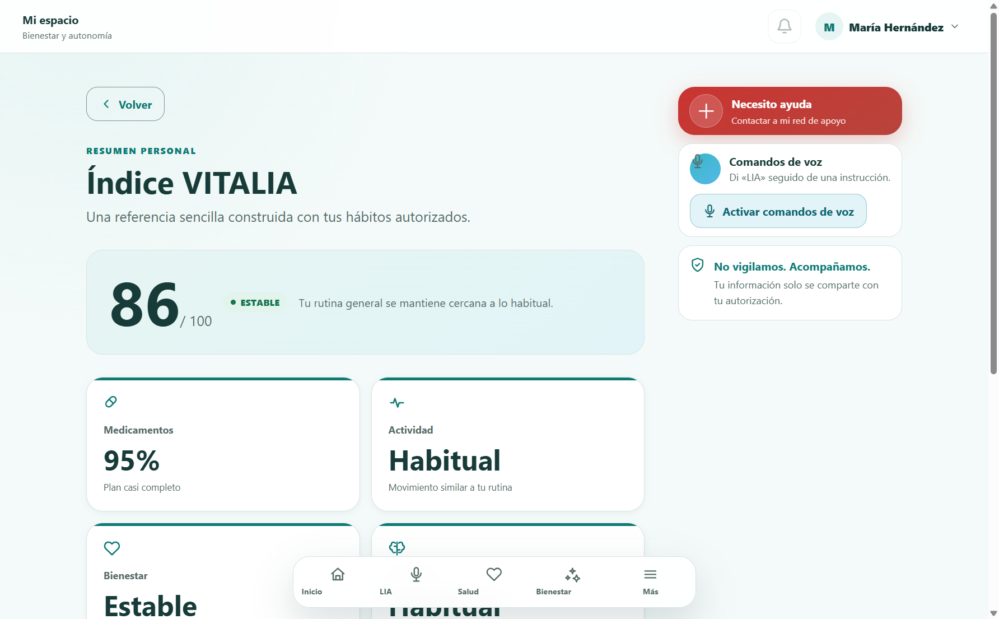 Mi espacio
Bienestar y autonomía
M
María Hernández
Volver
RESUMEN PERSONAL
Índice VITALIA
Una referencia sencilla construida con tus hábitos autorizados.
86 / 100
ESTABLE
Tu rutina general se mantiene cercana a lo habitual.
Medicamentos
95%
Plan casi completo
Actividad
Habitual
Movimiento similar a tu rutina
Bienestar
Estable
Habitual
Necesito ayuda
Contactar a mi red de apoyo
Comandos de voz
Di «LIA» seguido de una instrucción.
Activar comandos de voz
No vigilamos. Acompañamos.
Tu información solo se comparte con
tu autorización.
Inicio
LIA
Salud
Bienestar
Más